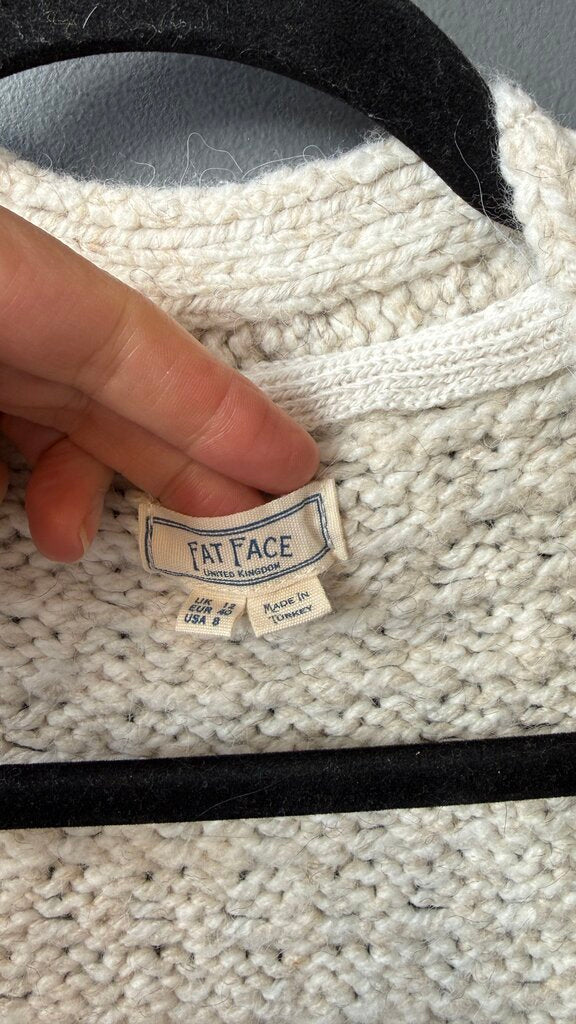 FAT FACE
UNITED KINGDOM
UK 12
EUR 40
USA 8
MADE IN
TURKEY